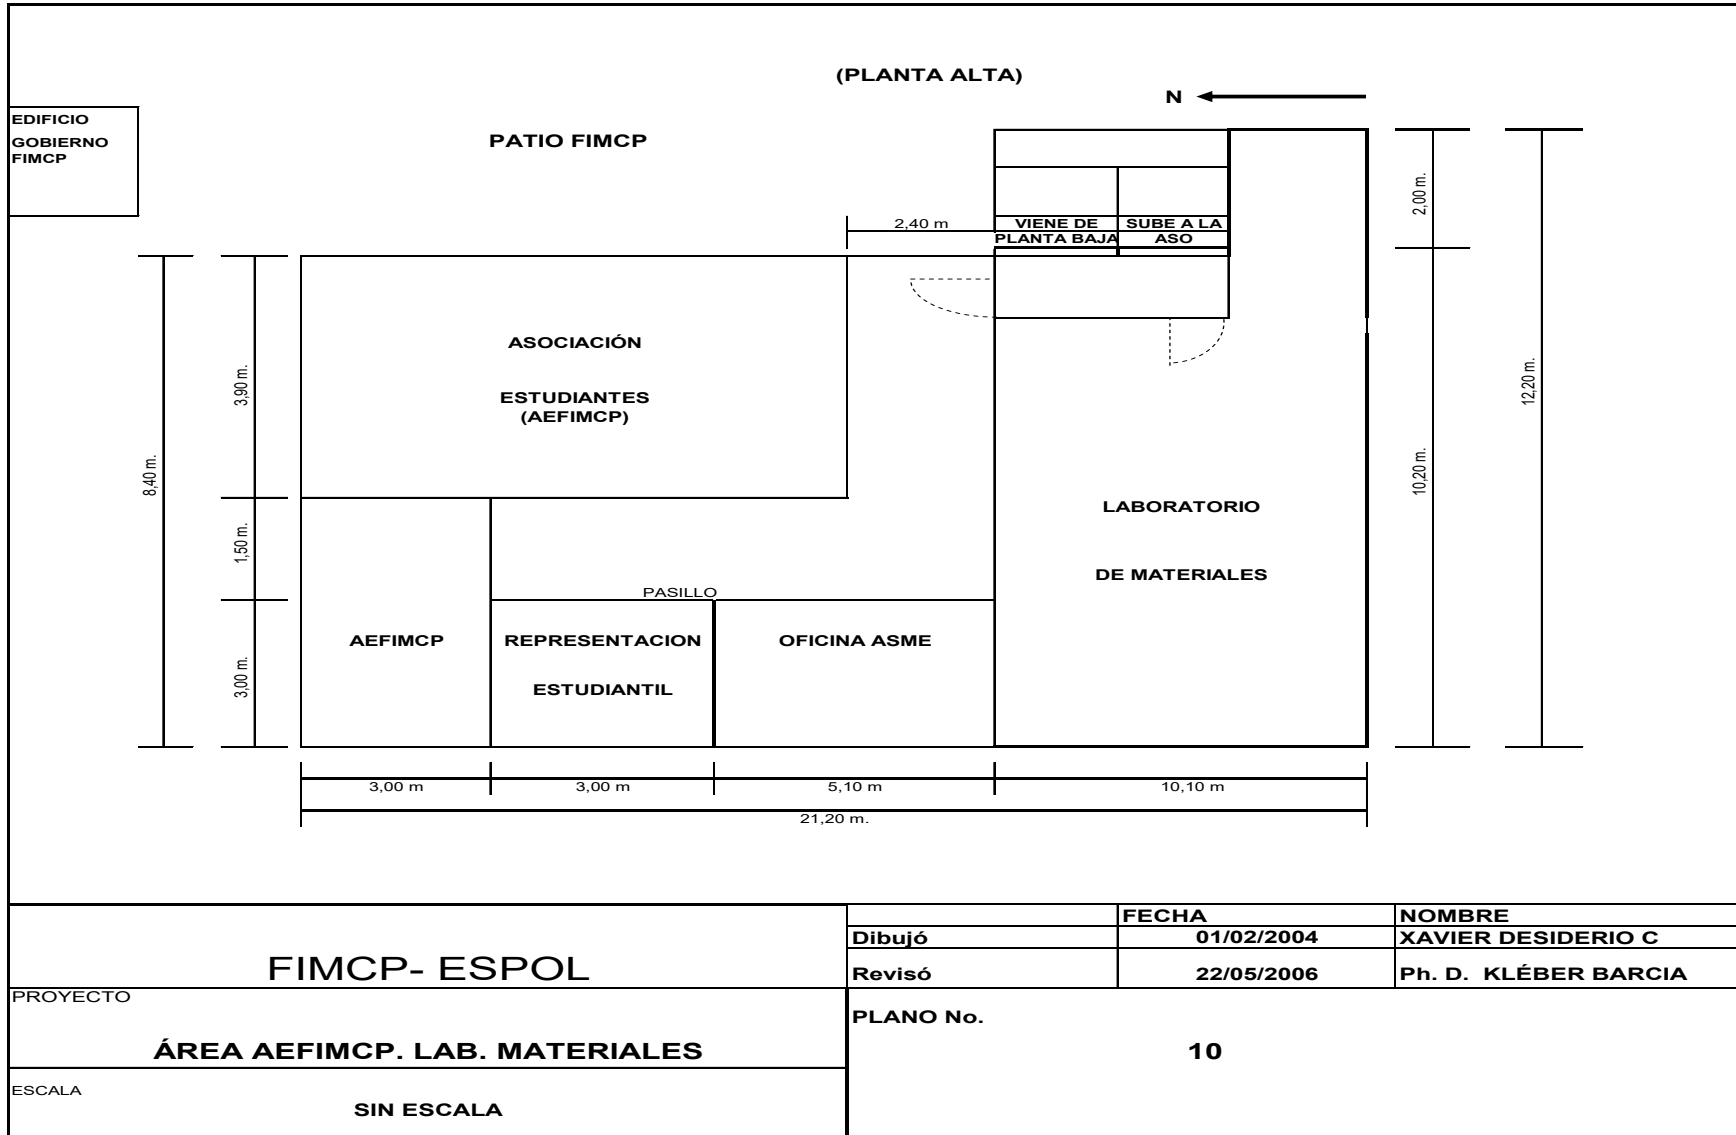 (PLANTA ALTA)
N
EDIFICIO
GOBIERNO
FIMCP
PATIO FIMCP
2,00 m.
2,40 m
VIENE DE
PLANTA BAJA
SUBE A LA
ASO
ASOCIACIÓN
ESTUDIANTES
(AEFIMCP)
3,90 m.
12,20 m.
8,40 m.
10,20 m.
LABORATORIO
DE MATERIALES
1,50 m.
PASILLO
AEFIMCP
REPRESENTACION
ESTUDIANTIL
OFICINA ASME
3,00 m.
3,00 m
3,00 m
5,10 m
10,10 m
21,20 m.
FIMCP- ESPOL
FECHA
NOMBRE
Dibujó
01/02/2004
XAVIER DESIDERIO C
Revisó
22/05/2006
Ph. D.  KLÉBER BARCIA
PROYECTO
ÁREA AEFIMCP. LAB. MATERIALES
PLANO No.
10
ESCALA
SIN ESCALA